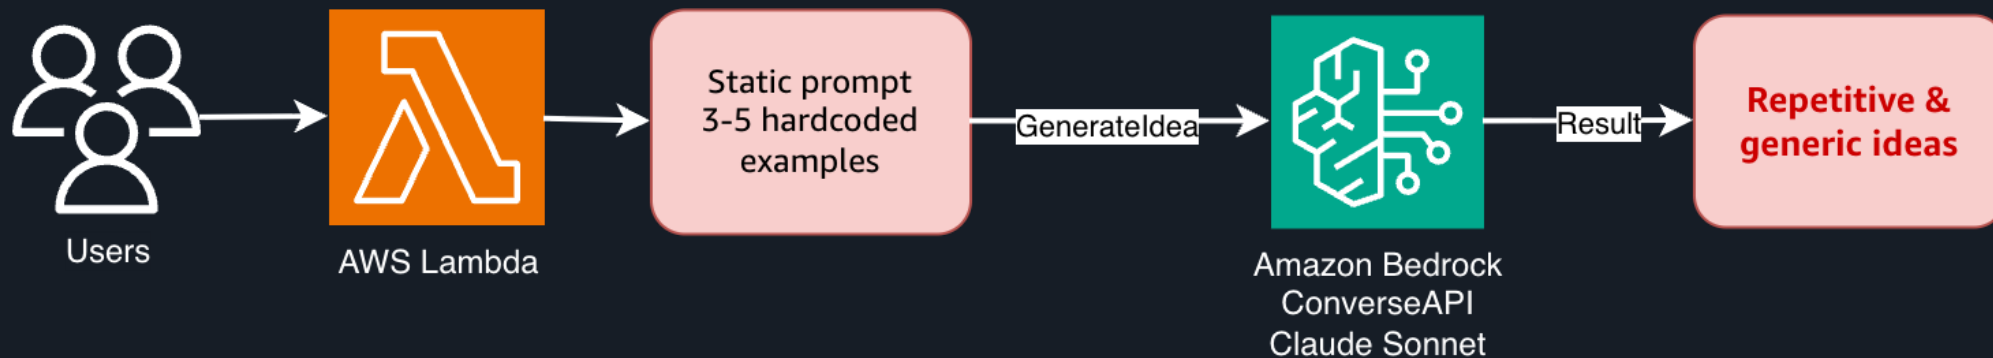 Users
AWS Lambda
Static prompt
3-5 hardcoded
examples
GenerateIdea
Amazon Bedrock
ConverseAPI
Claude Sonnet
Result
Repetitive &
generic ideas